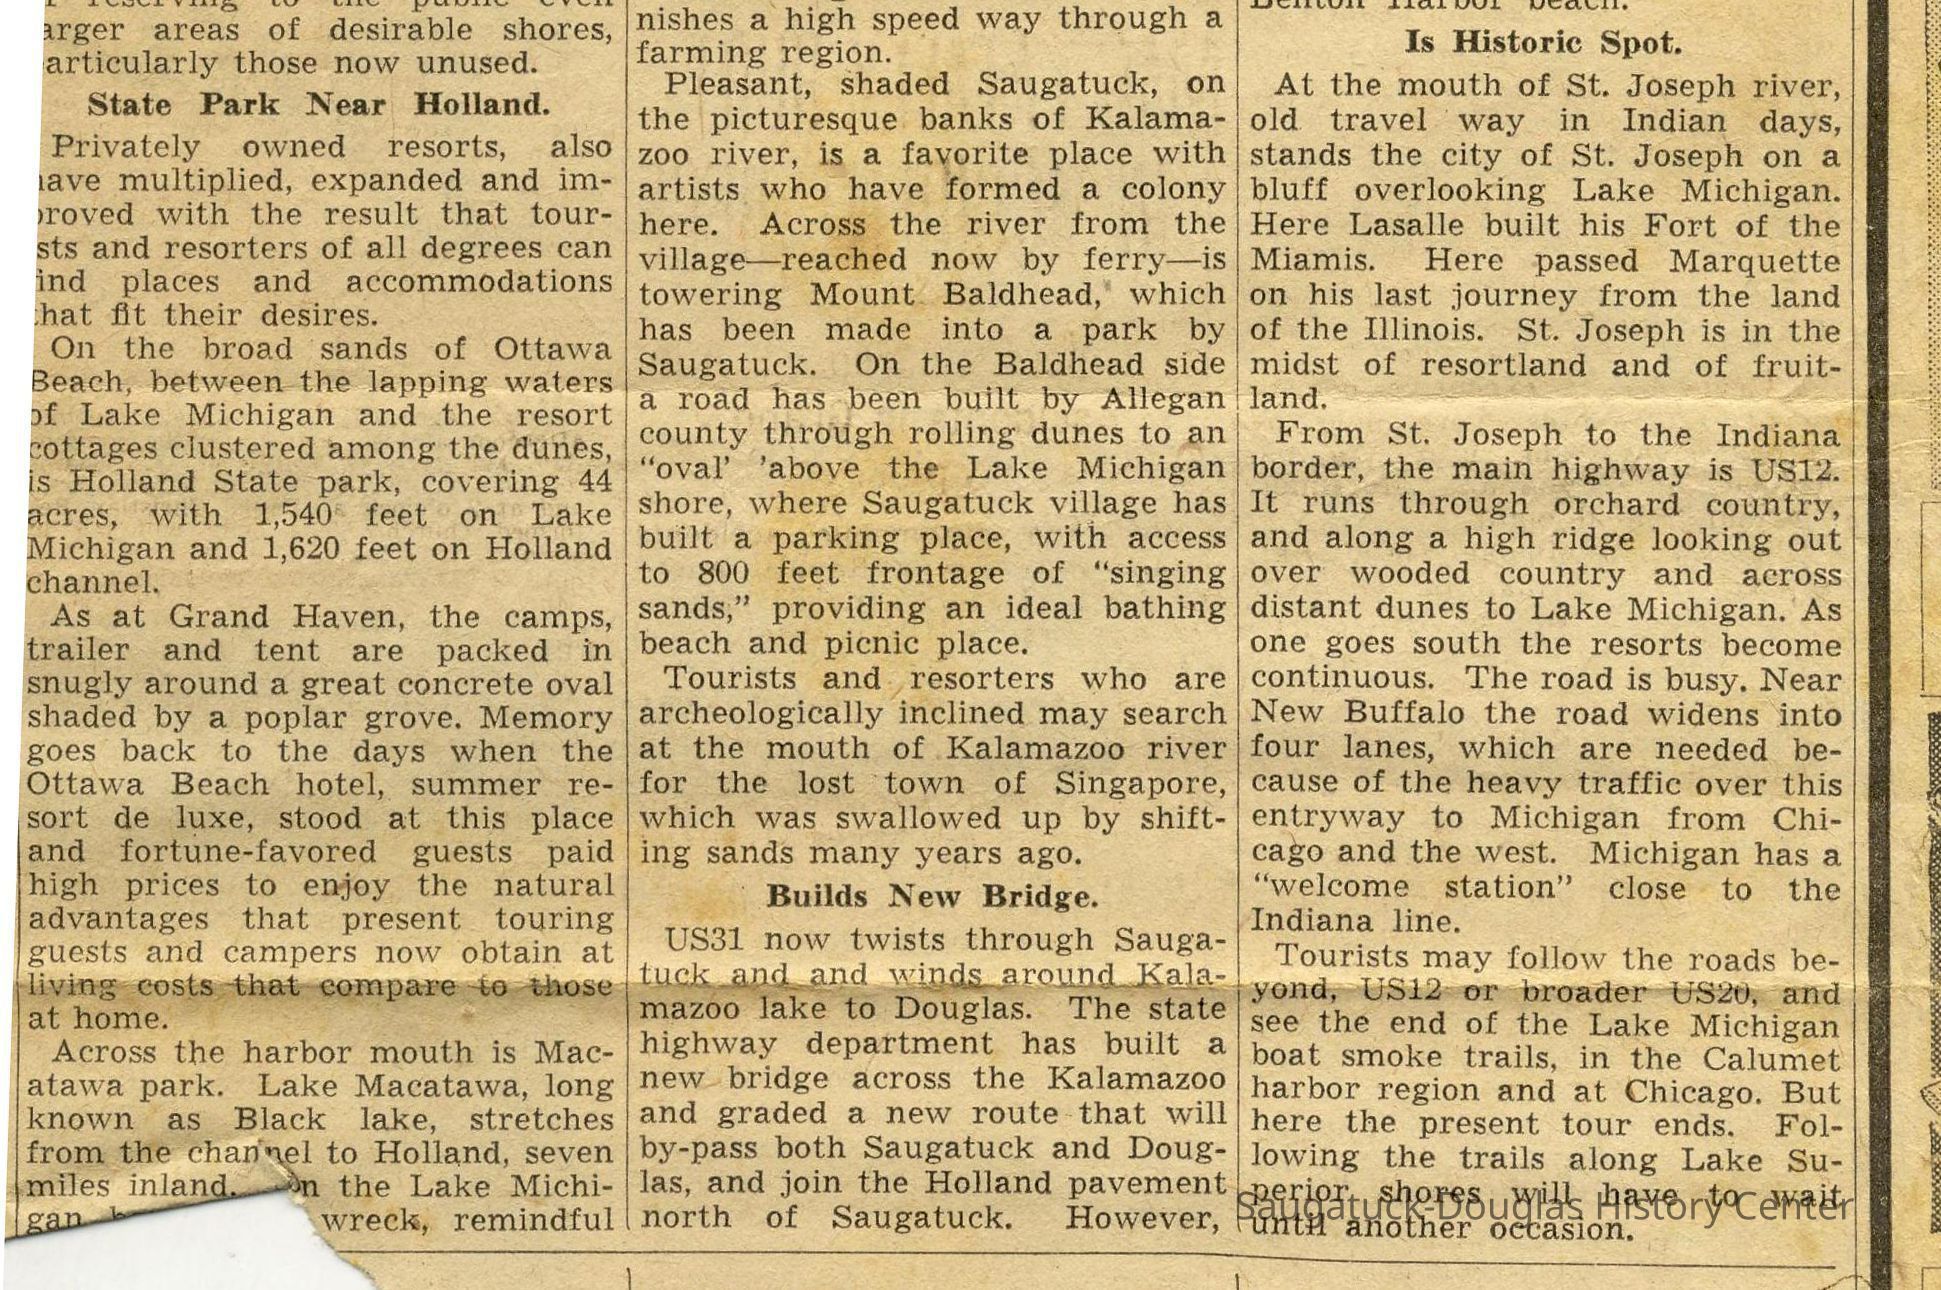 reserving to the public even
arger areas of desirable shores,
articularly those now unused.
State Park Near Holland.
Privately owned resorts, also
ave multiplied, expanded and im-
roved with the result that tour-
sts and resorters of all degrees can
ind places and accommodations
hat fit their desires.
On the broad sands of Ottawa
Beach, between the lapping waters
of Lake Michigan and the resort
cottages clustered among the dunes,
is Holland State park, covering 44
acres, with 1,540 feet on Lake
Michigan and 1,620 feet on Holland
channel.
As at Grand Haven, the camps,
trailer and tent are packed in
snugly around a great concrete oval
shaded by a poplar grove. Memory
goes back to the days when the
Ottawa Beach hotel, summer re-
sort de luxe, stood at this place
and fortune-favored guests paid
high prices to enjoy the natural
advantages that present touring
guests and campers now obtain at
living costs that compare to those
at home.
Across the harbor mouth is Mac-
atawa park. Lake Macatawa, long
known as Black lake, stretches
from the channel to Holland, seven
miles inland. On the Lake Michi-
gan wreck, remindful
nishes a high speed way through a
farming region.
Pleasant, shaded Saugatuck, on
the picturesque banks of Kalama-
zoo river, is a favorite place with
artists who have formed a colony
here. Across the river from the
village—reached now by ferry—is
towering Mount Baldhead, which
has been made into a park by
Saugatuck. On the Baldhead side
a road has been built by Allegan
county through rolling dunes to an
“oval’ ’above the Lake Michigan
shore, where Saugatuck village has
built a parking place, with access
to 800 feet frontage of “singing
sands,” providing an ideal bathing
beach and picnic place.
Tourists and resorters who are
archeologically inclined may search
at the mouth of Kalamazoo river
for the lost town of Singapore,
which was swallowed up by shift-
ing sands many years ago.
Builds New Bridge.
US31 now twists through Sauga-
tuck and and winds around Kala-
mazoo lake to Douglas. The state
highway department has built a
new bridge across the Kalamazoo
and graded a new route that will
by-pass both Saugatuck and Doug-
las, and join the Holland pavement
north of Saugatuck. However,
Benton Harbor beach.
Is Historic Spot.
At the mouth of St. Joseph river,
old travel way in Indian days,
stands the city of St. Joseph on a
bluff overlooking Lake Michigan.
Here Lasalle built his Fort of the
Miamis. Here passed Marquette
on his last journey from the land
of the Illinois. St. Joseph is in the
midst of resortland and of fruit-
land.
From St. Joseph to the Indiana
border, the main highway is US12.
It runs through orchard country,
and along a high ridge looking out
over wooded country and across
distant dunes to Lake Michigan. As
one goes south the resorts become
continuous. The road is busy. Near
New Buffalo the road widens into
four lanes, which are needed be-
cause of the heavy traffic over this
entryway to Michigan from Chi-
cago and the west. Michigan has a
“welcome station” close to the
Indiana line.
Tourists may follow the roads be-
yond, US12 or broader US20, and
see the end of the Lake Michigan
boat smoke trails, in the Calumet
harbor region and at Chicago. But
here the present tour ends. Fol-
lowing the trails along Lake Su-
perior shores will have to wait
until another occasion.
Saugatuck-Douglas History Center